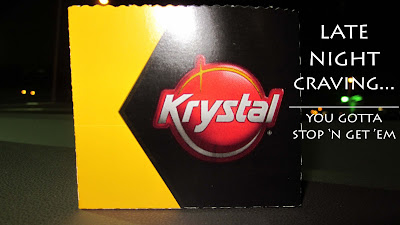 Krystal
LATE
NIGHT
CRAVING...
YOU GOTTA
STOP 'N GET 'EM